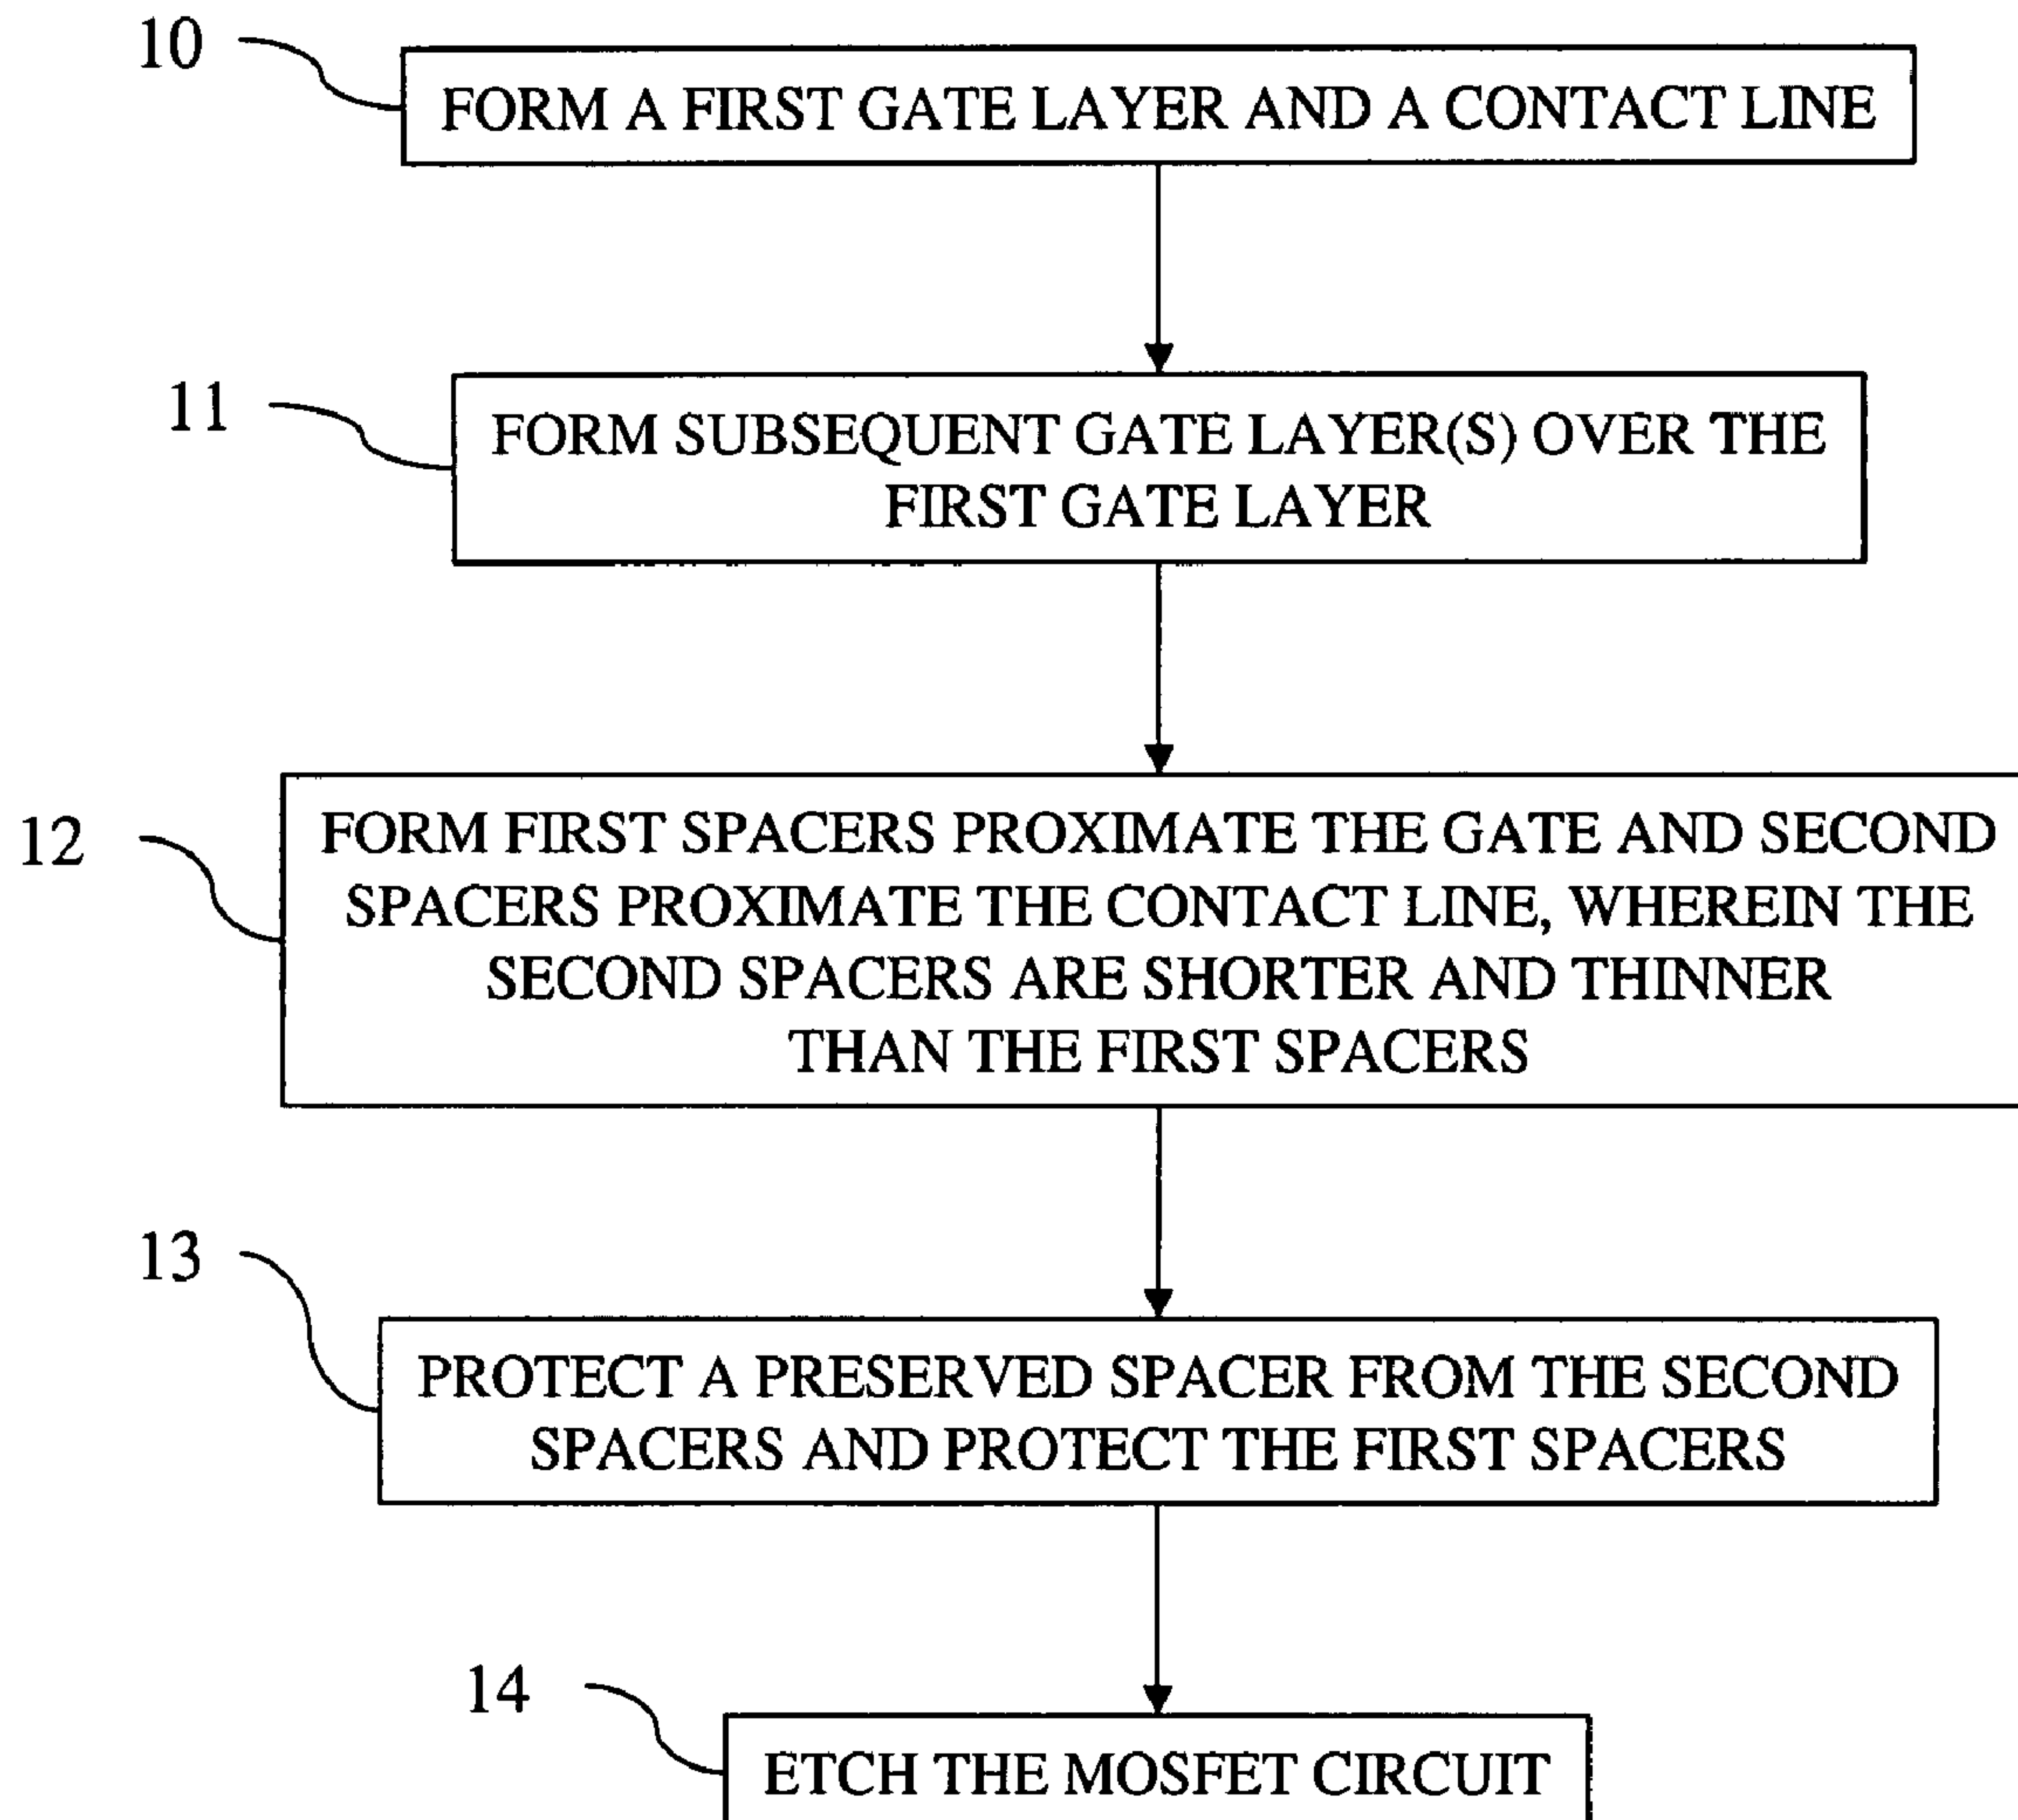 10
FORM A FIRST GATE LAYER AND A CONTACT LINE
11
FORM SUBSEQUENT GATE LAYER(S) OVER THE
FIRST GATE LAYER
12
FORM FIRST SPACERS PROXIMATE THE GATE AND SECOND
SPACERS PROXIMATE THE CONTACT LINE, WHEREIN THE
SECOND SPACERS ARE SHORTER AND THINNER
THAN THE FIRST SPACERS
13
PROTECT A PRESERVED SPACER FROM THE SECOND
SPACERS AND PROTECT THE FIRST SPACERS
14
ETCH THE MOSFET CIRCUIT